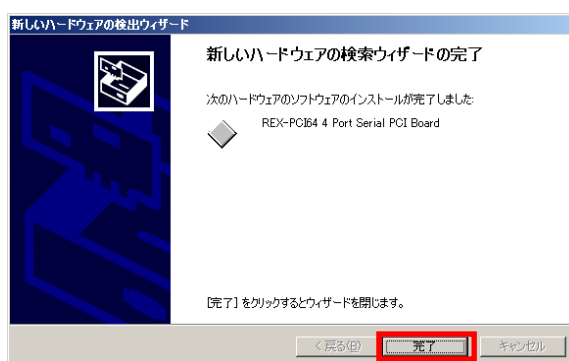 新しいハードウェアの検出ウィザード
新しいハードウェアの検索ウィザードの完了
次のハードウェアのソフトウェアのインストールが完了しました:
REX-PCI64 4 Port Serial PCI Board
[完了] をクリックするとウィザードを閉じます。
< 戻る(B)
完了
キャンセル